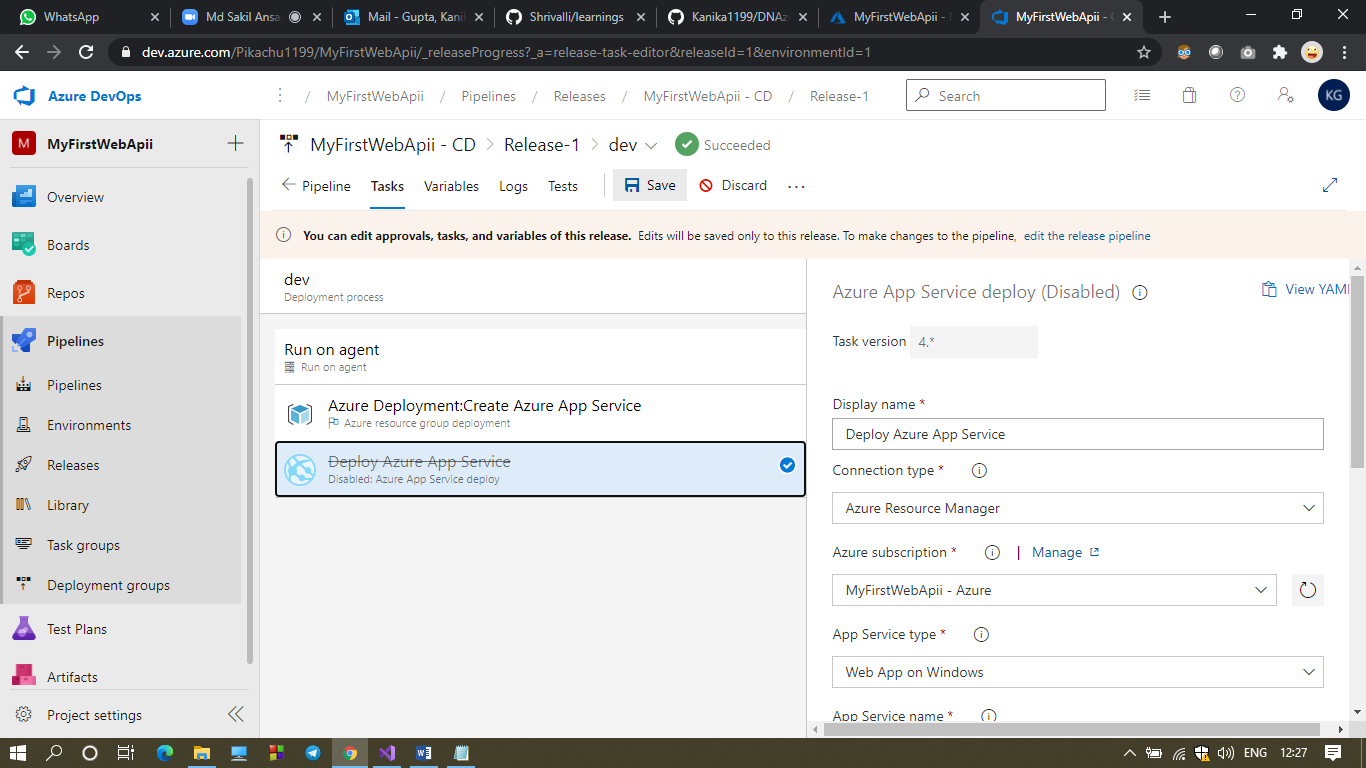 WhatsApp
Md Sakil Ansa
Mail - Gupta, Kani
Shrivalli/learnings
Kanika1199/DNAz
MyFirstWebApii -
MyFirstWebApii -
dev.azure.com/Pikachu1199/MyFirstWebApii/_releaseProgress?_a=release-task-editor&releaseId=1&environmentId=1
Azure DevOps
/ MyFirstWebApii / Pipelines / Releases / MyFirstWebApii - CD / Release-1
Search
KG
M MyFirstWebApii
Overview
Boards
Repos
Pipelines
Pipelines
Environments
Releases
Library
Task groups
Deployment groups
Test Plans
Artifacts
Project settings
MyFirstWebApii - CD > Release-1 > dev
Succeeded
Pipeline Tasks Variables Logs Tests
Save Discard ...
You can edit approvals, tasks, and variables of this release. Edits will be saved only to this release. To make changes to the pipeline, edit the release pipeline
dev
Deployment process
Run on agent
Run on agent
Azure Deployment:Create Azure App Service
Azure resource group deployment
Deploy Azure App Service
Disabled: Azure App Service deploy
Azure App Service deploy (Disabled)
View YAML
Task version 4.*
Display name *
Deploy Azure App Service
Connection type *
Azure Resource Manager
Azure subscription * | Manage
MyFirstWebApii - Azure
App Service type *
Web App on Windows
App Service name *
ENG 12:27